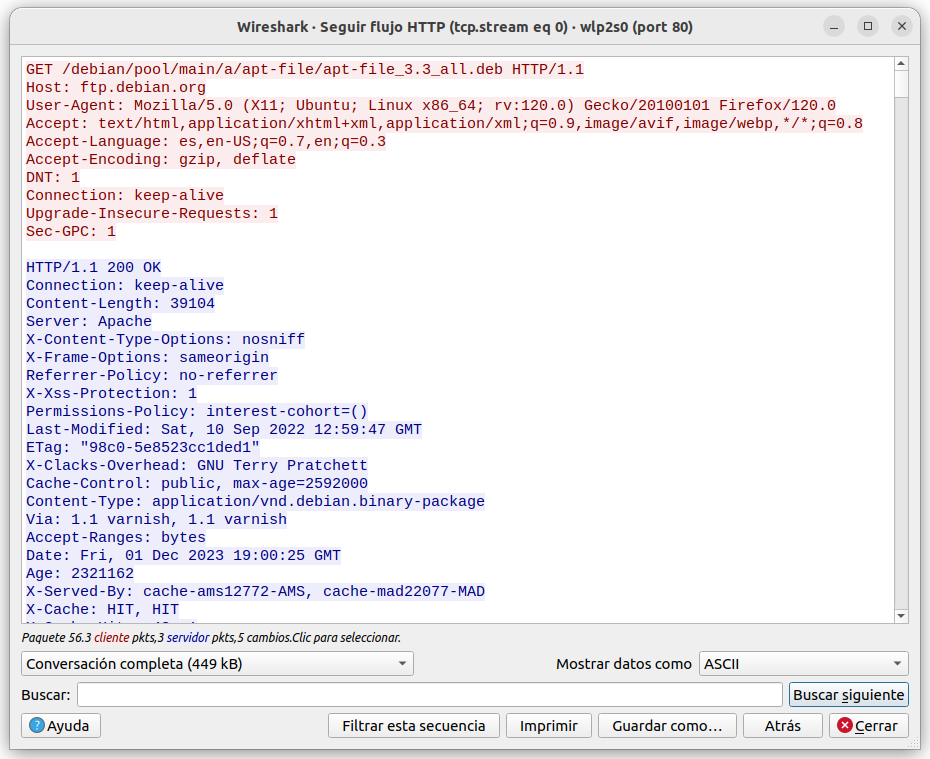 Wireshark · Seguir flujo HTTP (tcp.stream eq 0) · wlp2s0 (port 80)
GET /debian/pool/main/a/apt-file/apt-file_3.3_all.deb HTTP/1.1
Host: ftp.debian.org
User-Agent: Mozilla/5.0 (X11; Ubuntu; Linux x86_64; rv:120.0) Gecko/20100101 Firefox/120.0
Accept: text/html,application/xhtml+xml,application/xml;q=0.9,image/avif,image/webp,*/*;q=0.8
Accept-Language: es,en-US;q=0.7,en;q=0.3
Accept-Encoding: gzip, deflate
DNT: 1
Connection: keep-alive
Upgrade-Insecure-Requests: 1
Sec-GPC: 1
HTTP/1.1 200 OK
Connection: keep-alive
Content-Length: 39104
Server: Apache
X-Content-Type-Options: nosniff
X-Frame-Options: sameorigin
Referrer-Policy: no-referrer
X-Xss-Protection: 1
Permissions-Policy: interest-cohort=()
Last-Modified: Sat, 10 Sep 2022 12:59:47 GMT
ETag: "98c0-5e8523cc1ded1"
X-Clacks-Overhead: GNU Terry Pratchett
Cache-Control: public, max-age=2592000
Content-Type: application/vnd.debian.binary-package
Via: 1.1 varnish, 1.1 varnish
Accept-Ranges: bytes
Date: Fri, 01 Dec 2023 19:00:25 GMT
Age: 2321162
X-Served-By: cache-ams12772-AMS, cache-mad22077-MAD
X-Cache: HIT, HIT
Paquete 56.3 cliente pkts,3 servidor pkts,5 cambios.Clic para seleccionar.
Conversación completa (449 kB) Mostrar datos como ASCII
Buscar: Buscar siguiente
Ayuda Filtrar esta secuencia Imprimir Guardar como… Atrás Cerrar